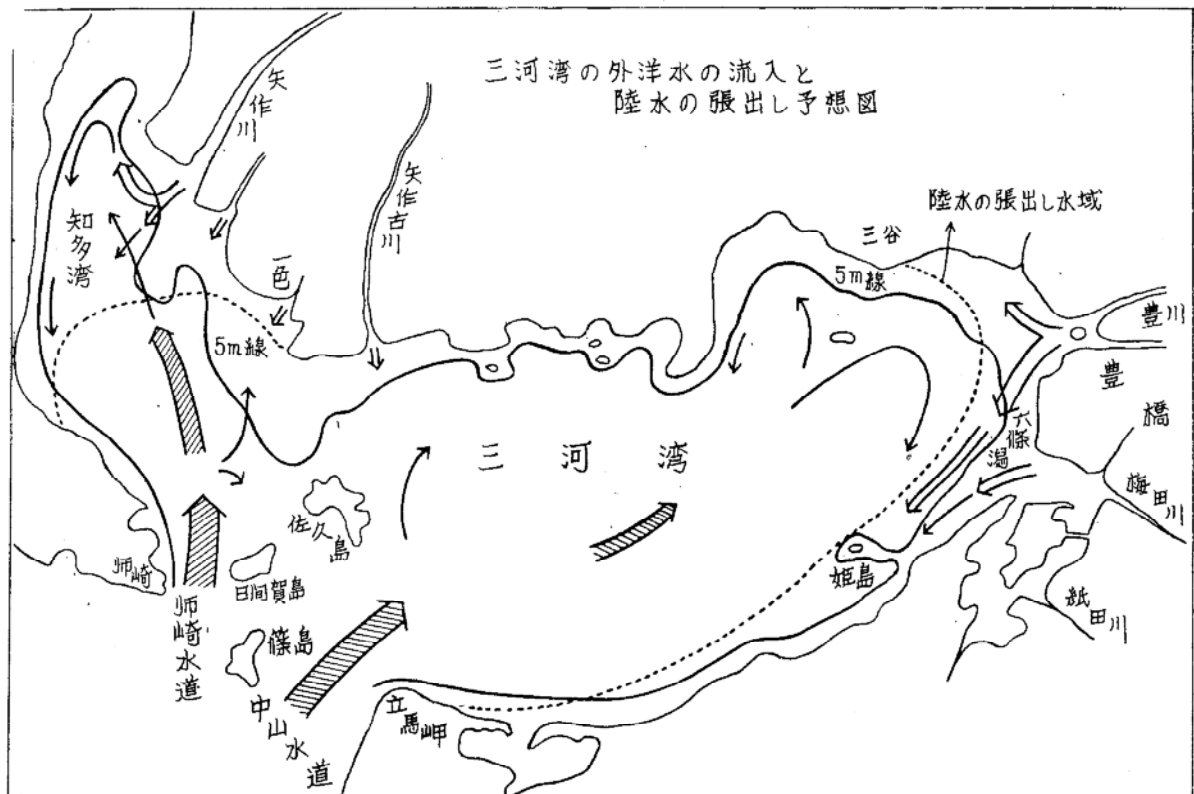 三河湾の外洋水の流入と
陸水の張出し予想図
矢作川
矢作古川
知多湾
一色
5m線
三谷
陸水の張出し水域
5m線
豊川
豊橋
六條潟
梅田川
紙田川
三河湾
佐久島
日間賀島
篠島
姫島
师崎
师崎水道
中山水道
立馬岬